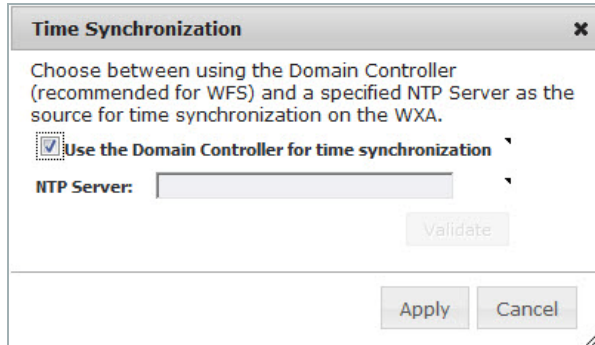 Time Synchronization
Choose between using the Domain Controller
(recommended for WFS) and a specified NTP Server as the
source for time synchronization on the WXA.
Use the Domain Controller for time synchronization
NTP Server:
Validate
Apply Cancel